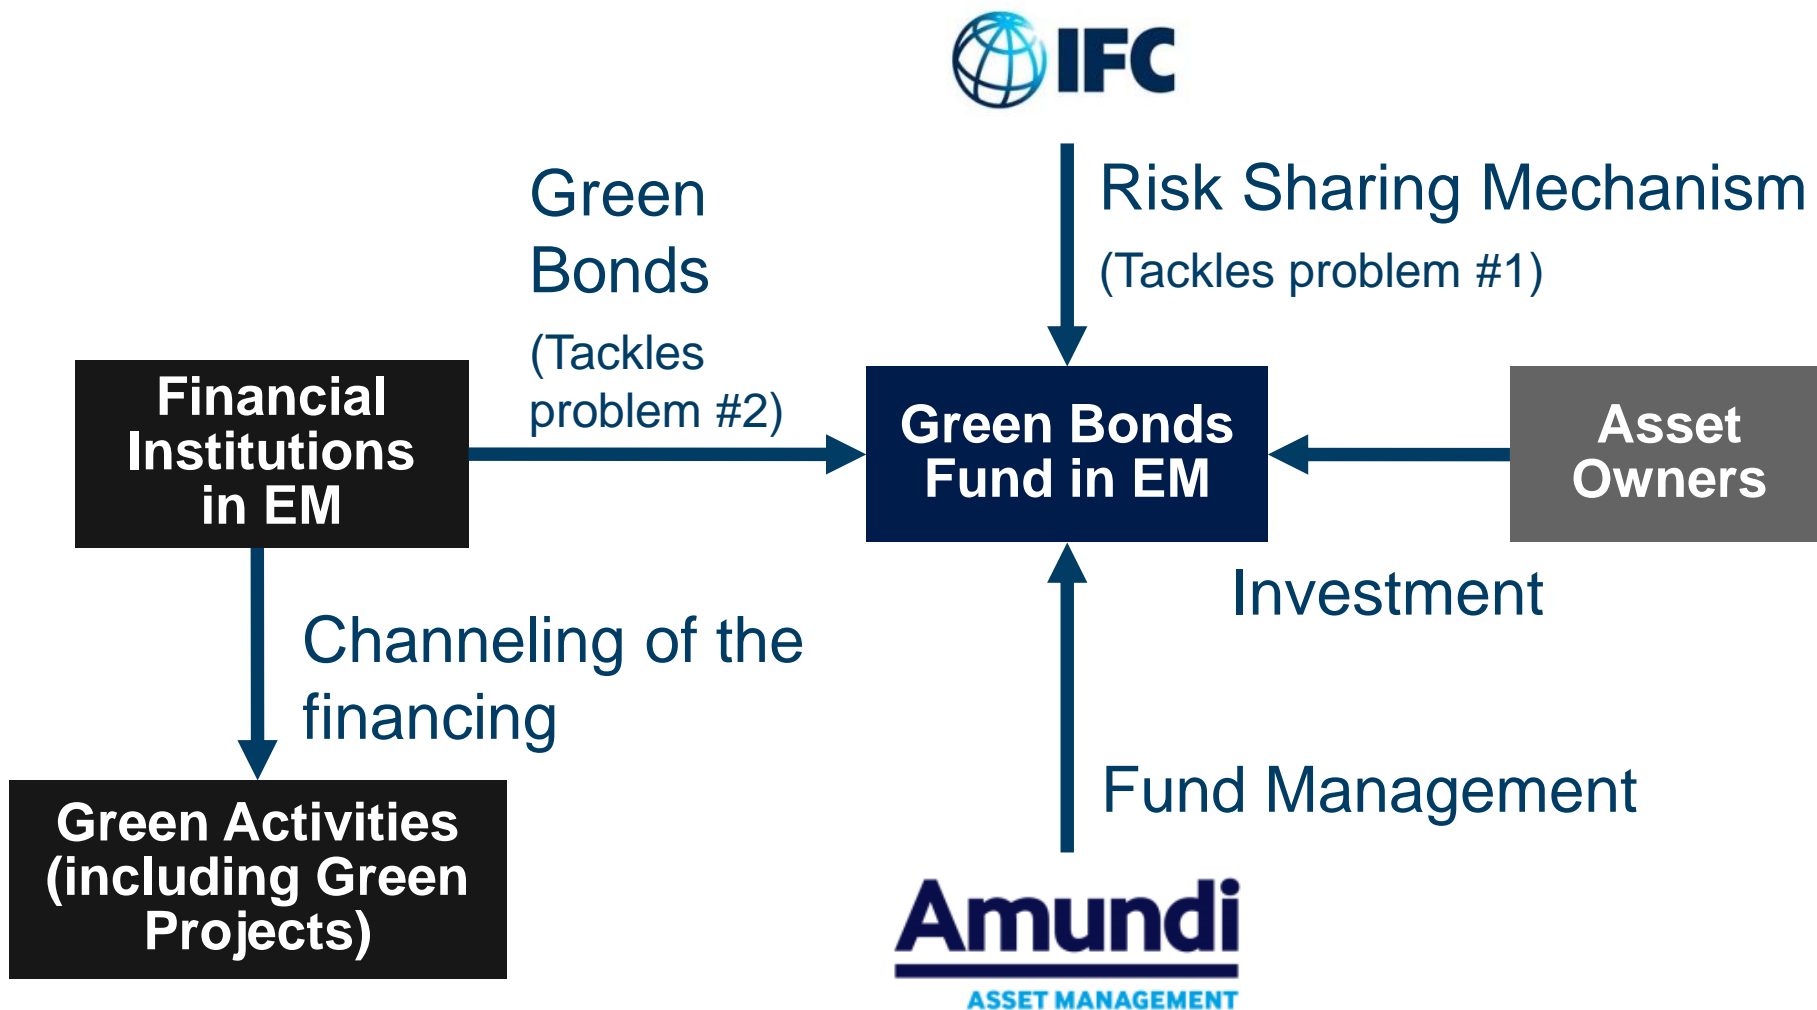 IFC
Risk Sharing Mechanism
(Tackles problem #1)
Green
Bonds
(Tackles
problem #2)
Financial
Institutions
in EM
Green Bonds
Fund in EM
Asset
Owners
Investment
Channeling of the
financing
Fund Management
Green Activities
(including Green
Projects)
Amundi
ASSET MANAGEMENT